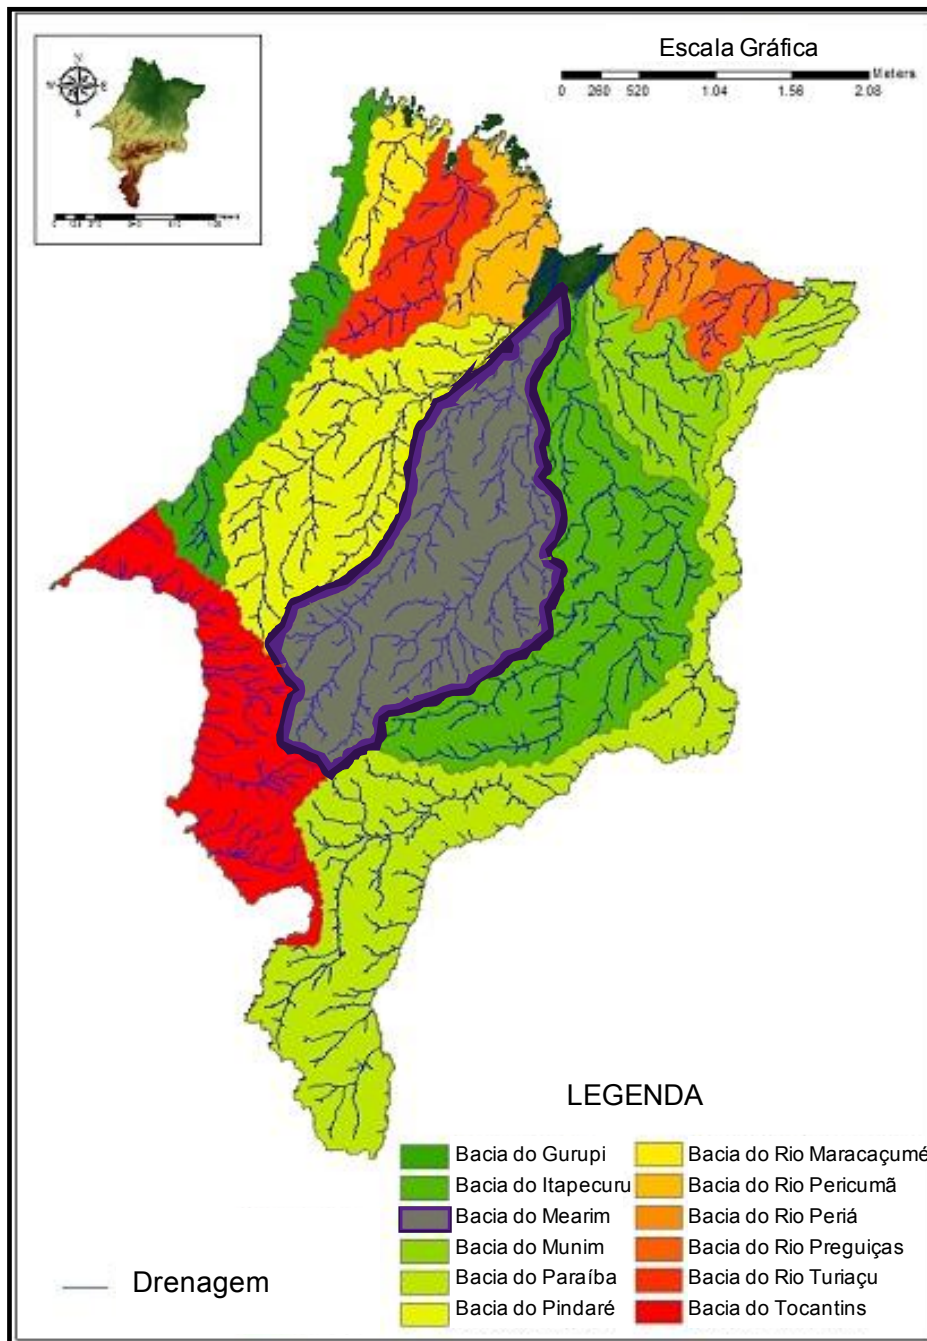 Escala Gráfica
Meters
0 260 520 1.04 1.56 2.08
N
S
LEGENDA
Bacia do Gurupi
Bacia do Itapecuru
Bacia do Mearim
Bacia do Munim
Bacia do Paraíba
Bacia do Pindaré
Bacia do Rio Maracaçumé
Bacia do Rio Pericumã
Bacia do Rio Periá
Bacia do Rio Preguiças
Bacia do Rio Turiaçu
Bacia do Tocantins
Drenagem